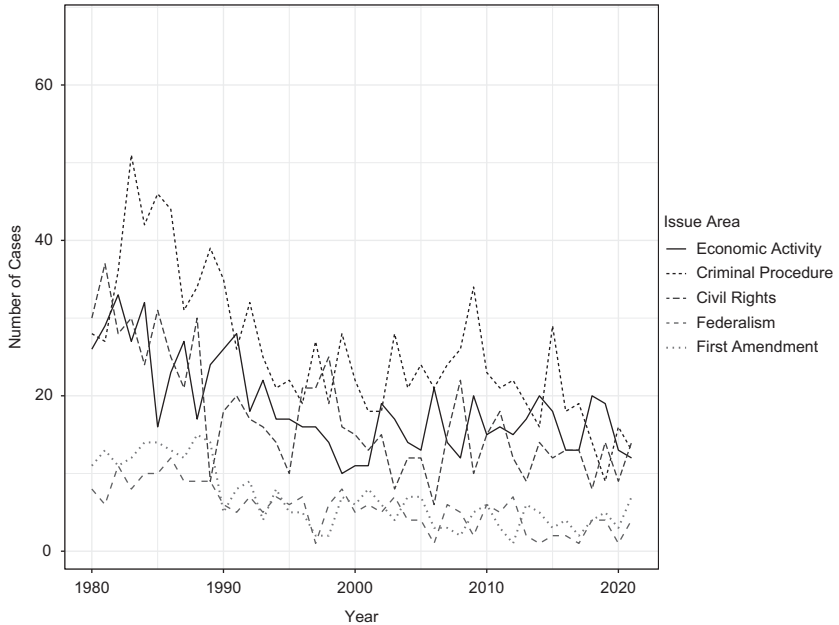 60
40
20
0
Number of Cases
1980
1990
2000
2010
2020
Year
Issue Area
Economic Activity
Criminal Procedure
Civil Rights
Federalism
First Amendment